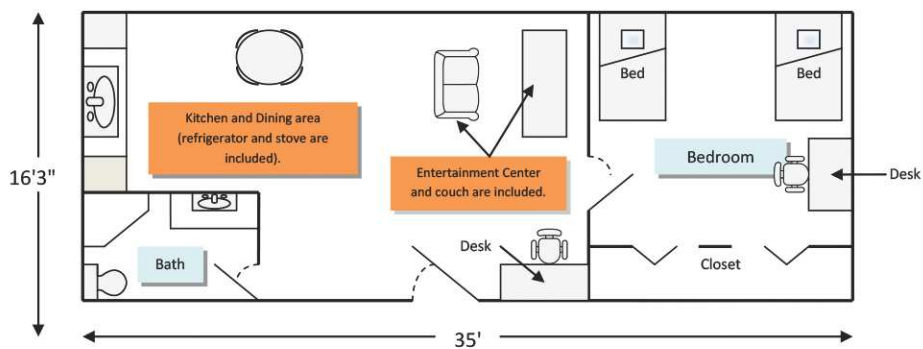 Bed
Bed
Kitchen and Dining area
(refrigerator and stove are
included).
Bedroom
16'3"
Entertainment Center
and couch are included.
Desk
Desk
Bath
Closet
35'